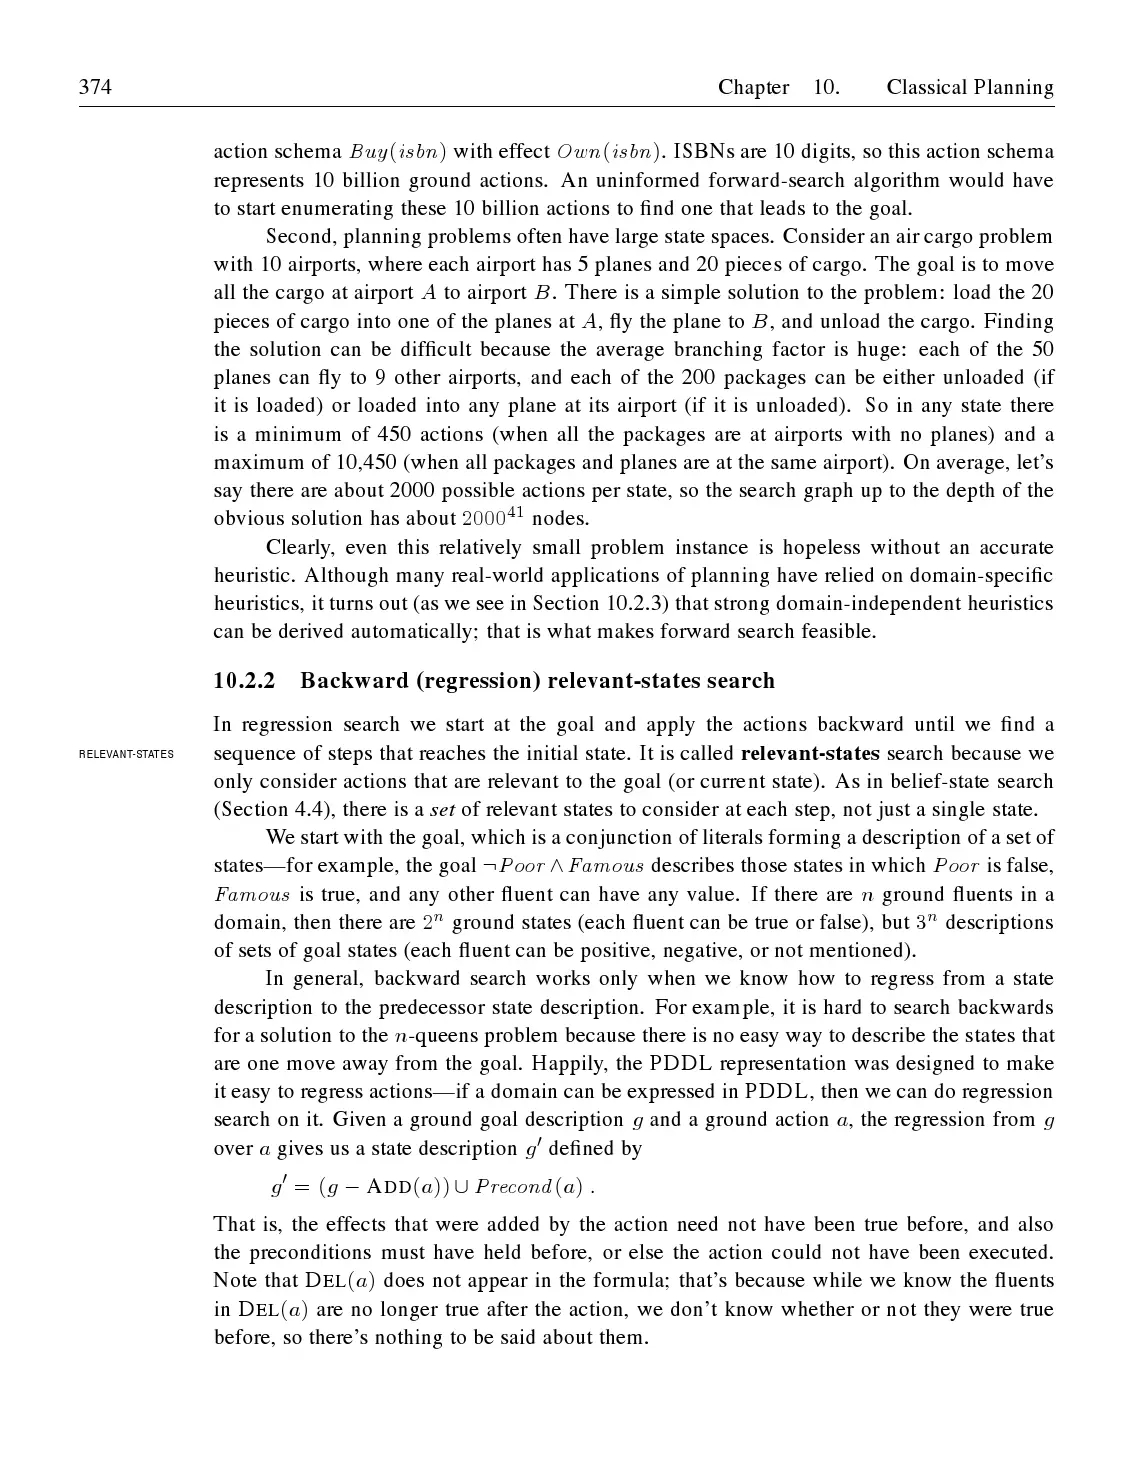 374 Chapter 10. Classical Planning
action schema Buy(isbn) with effect Own(isbn). ISBNs are 10 digits, so this action schema
represents 10 billion ground actions. An uninformed forward-search algorithm would have
to start enumerating these 10 billion actions to find one that leads to the goal.
Second, planning problems often have large state spaces. Consider an air cargo problem
with 10 airports, where each airport has 5 planes and 20 pieces of cargo. The goal is to move
all the cargo at airport A to airport B. There is a simple solution to the problem: load the 20
pieces of cargo into one of the planes at A, fly the plane to B, and unload the cargo. Finding
the solution can be difficult because the average branching factor is huge: each of the 50
planes can fly to 9 other airports, and each of the 200 packages can be either unloaded (if
it is loaded) or loaded into any plane at its airport (if it is unloaded). So in any state there
is a minimum of 450 actions (when all the packages are at airports with no planes) and a
maximum of 10,450 (when all packages and planes are at the same airport). On average, let's
say there are about 2000 possible actions per state, so the search graph up to the depth of the
obvious solution has about 2000⁴¹ nodes.
Clearly, even this relatively small problem instance is hopeless without an accurate
heuristic. Although many real-world applications of planning have relied on domain-specific
heuristics, it turns out (as we see in Section 10.2.3) that strong domain-independent heuristics
can be derived automatically; that is what makes forward search feasible.
10.2.2 Backward (regression) relevant-states search
In regression search we start at the goal and apply the actions backward until we find a
RELEVANT-STATES sequence of steps that reaches the initial state. It is called relevant-states search because we
only consider actions that are relevant to the goal (or current state). As in belief-state search
(Section 4.4), there is a set of relevant states to consider at each step, not just a single state.
We start with the goal, which is a conjunction of literals forming a description of a set of
states—for example, the goal ¬Poor ∧ Famous describes those states in which Poor is false,
Famous is true, and any other fluent can have any value. If there are n ground fluents in a
domain, then there are 2ⁿ ground states (each fluent can be true or false), but 3ⁿ descriptions
of sets of goal states (each fluent can be positive, negative, or not mentioned).
In general, backward search works only when we know how to regress from a state
description to the predecessor state description. For example, it is hard to search backwards
for a solution to the n-queens problem because there is no easy way to describe the states that
are one move away from the goal. Happily, the PDDL representation was designed to make
it easy to regress actions—if a domain can be expressed in PDDL, then we can do regression
search on it. Given a ground goal description g and a ground action a, the regression from g
over a gives us a state description g′ defined by
g′ = (g − ADD(a)) ∪ Precond(a) .
That is, the effects that were added by the action need not have been true before, and also
the preconditions must have held before, or else the action could not have been executed.
Note that DEL(a) does not appear in the formula; that's because while we know the fluents
in DEL(a) are no longer true after the action, we don't know whether or not they were true
before, so there's nothing to be said about them.